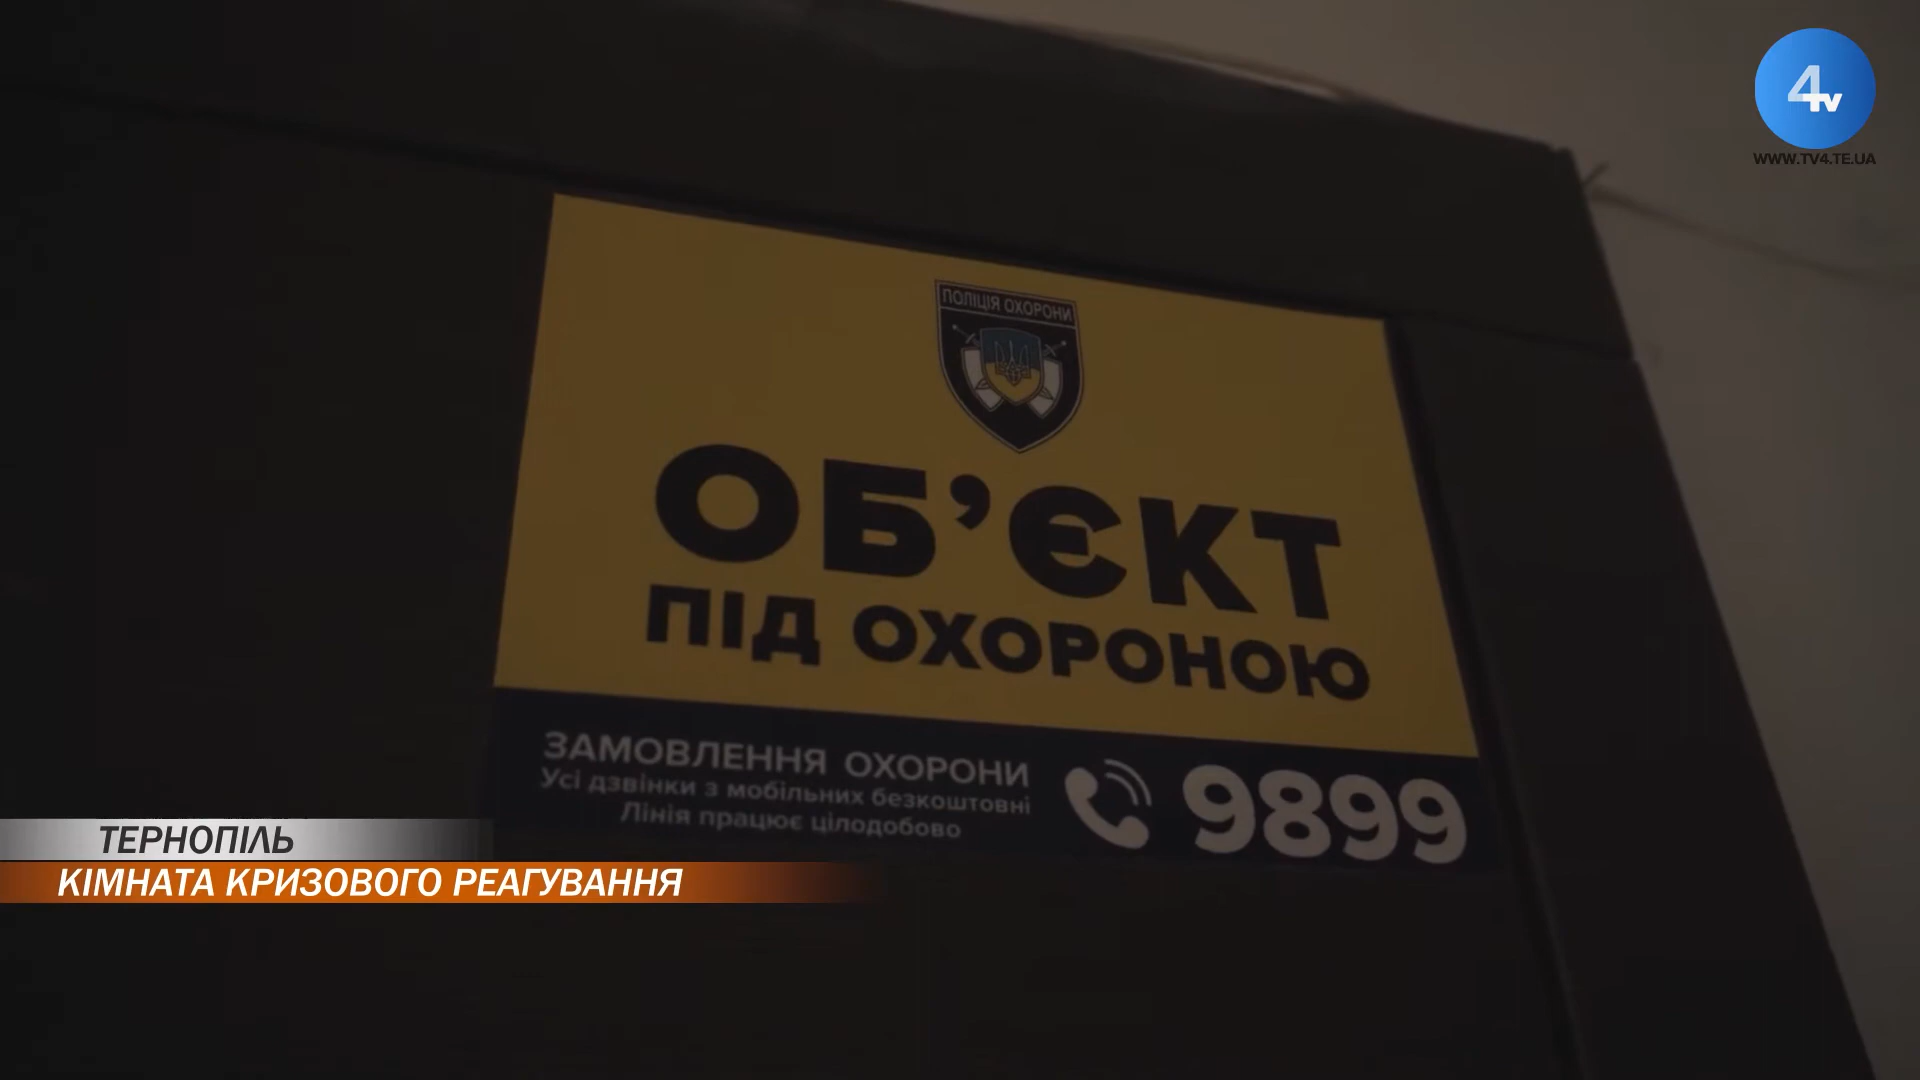 4tv
WWW.TV4.TE.UA
ПОЛІЦІЯ ОХОРОНИ
ОБ’ЄКТ
ПІД ОХОРОНОЮ
ЗАМОВЛЕННЯ ОХОРОНИ
Усі дзвінки з мобільних безкоштовні
Лінія працює цілодобово
9899
ТЕРНОПІЛЬ
КІМНАТА КРИЗОВОГО РЕАГУВАННЯ